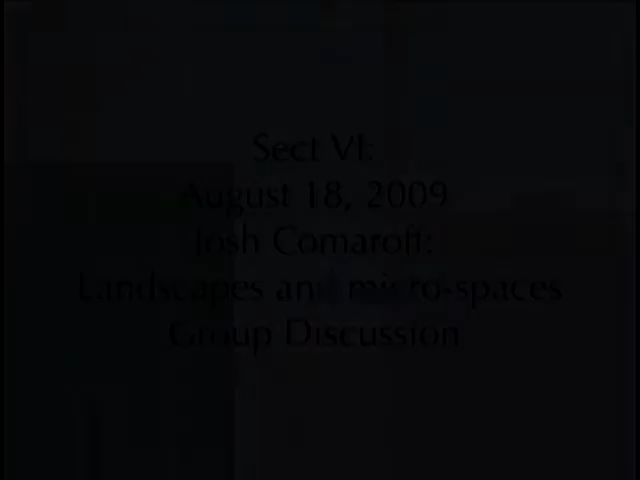 Sect VI:
August 18, 2009
Josh Comaroff:
Landscapes and micro-spaces
Group Discussion